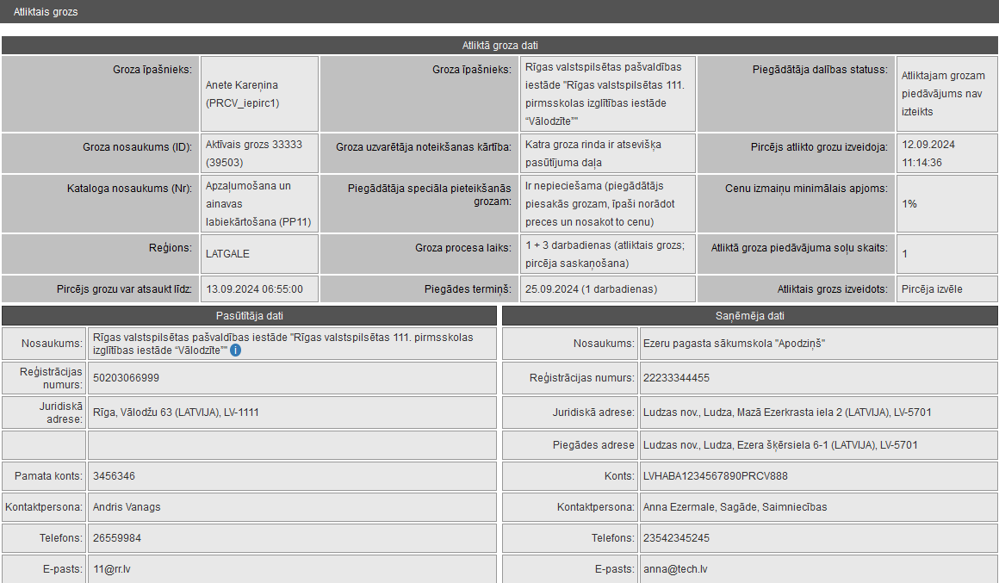 Atliktais grozs
Atliktā groza dati
Groza īpašnieks:
Anete Kareņina
(PRCV_iepirc1)
Groza īpašnieks:
Rīgas valstspilsētas pašvaldības
iestāde "Rīgas valstspilsētas 111.
pirmsskolas izglītības iestāde
“Vālodzīte”"
Piegādātāja dalības statuss:
Atliktajam grozam
piedāvājums nav
izteikts
Groza nosaukums (ID):
Aktīvais grozs 33333
(39503)
Groza uzvarētāja noteikšanas kārtība:
Katra groza rinda ir atsevišķa
pasūtījuma daļa
Pircējs atlikto grozu izveidoja:
12.09.2024
11:14:36
Kataloga nosaukums (Nr):
Apzaļumošana un
ainavas
labiekārtošana (PP11)
Piegādātāja speciāla pieteikšanās
grozam:
Ir nepieciešama (piegādātājs
piesakās grozam, īpaši norādot
preces un nosakot to cenu)
Cenu izmaiņu minimālais apjoms:
1%
Reģions:
LATGALE
Groza procesa laiks:
1 + 3 darbadienas (atliktais grozs;
pircēja saskaņošana)
Atliktā groza piedāvājuma soļu skaits:
1
Pircējs grozu var atsaukt līdz:
13.09.2024 06:55:00
Piegādes termiņš:
25.09.2024 (1 darbadienas)
Atliktais grozs izveidots:
Pircēja izvēle
Pasūtītāja dati
Nosaukums:
Rīgas valstspilsētas pašvaldības iestāde "Rīgas valstspilsētas 111. pirmsskolas
izglītības iestāde “Vālodzīte”" i
Reģistrācijas
numurs:
50203066999
Juridiskā
adrese:
Rīga, Vālodžu 63 (LATVIJA), LV-1111
Pamata konts:
3456346
Kontaktpersona:
Andris Vanags
Telefons:
26559984
E-pasts:
11@rr.lv
Saņēmēja dati
Nosaukums:
Ezeru pagasta sākumskola "Apodziņš"
Reģistrācijas numurs:
22233344455
Juridiskā adrese:
Ludzas nov., Ludza, Mazā Ezerkrasta iela 2 (LATVIJA), LV-5701
Piegādes adrese
Ludzas nov., Ludza, Ezera šķērsiela 6-1 (LATVIJA), LV-5701
Konts:
LVHABA1234567890PRCV888
Kontaktpersona:
Anna Ezermale, Sagāde, Saimniecības
Telefons:
23542345245
E-pasts:
anna@tech.lv